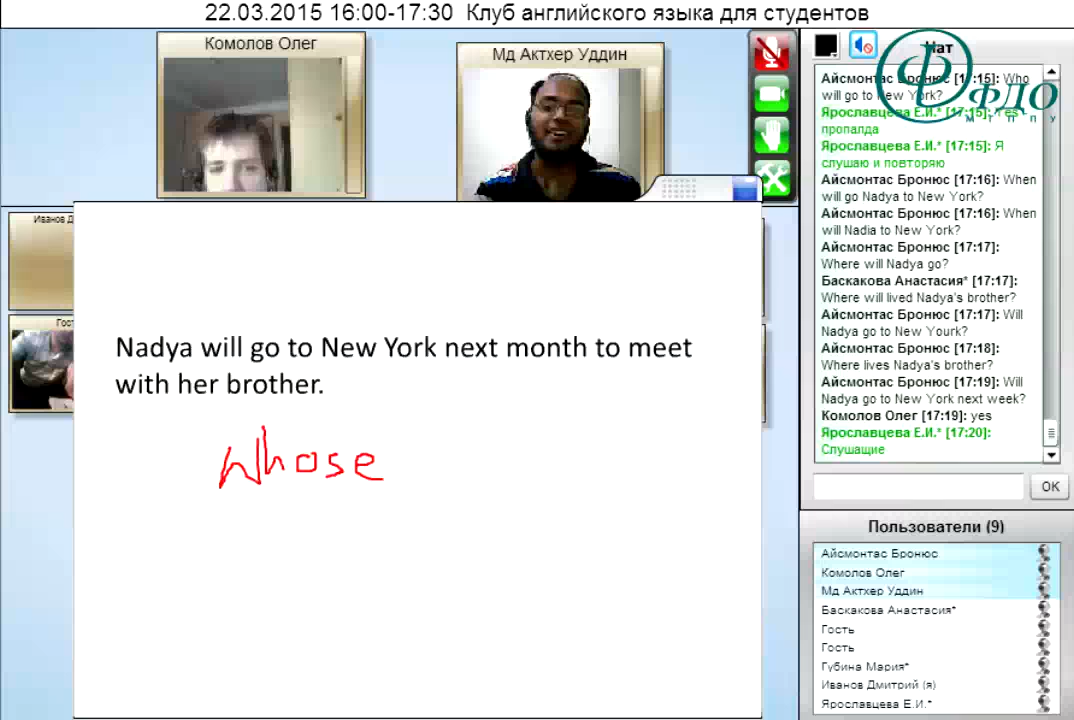 22.03.2015 16:00-17:30 Клуб английского языка для студентов
Комолов Олег
Мд Актхер Уддин
Иванов Д
Гост
Nadya will go to New York next month to meet
with her brother.
whose
Чат
ФДО
МГППУ
Айсмонтас Бронюс [17:15]: Who
will go to New York?
Ярославцева Е.И.* [17:15]: Yes
пропалда
Ярославцева Е.И.* [17:15]: Я
слушаю и повторяю
Айсмонтас Бронюс [17:16]: When
will go Nadya to New York?
Айсмонтас Бронюс [17:16]: When
will Nadia to New York?
Айсмонтас Бронюс [17:17]:
Where will Nadya go?
Баскакова Анастасия* [17:17]:
Where will lived Nadya's brother?
Айсмонтас Бронюс [17:17]: Will
Nadya go to New Yourk?
Айсмонтас Бронюс [17:18]:
Where lives Nadya's brother?
Айсмонтас Бронюс [17:19]: Will
Nadya go to New York next week?
Комолов Олег [17:19]: yes
Ярославцева Е.И.* [17:20]:
Слушащие
OK
Пользователи (9)
Айсмонтас Бронюс
Комолов Олег
Мд Актхер Уддин
Баскакова Анастасия*
Гость
Гость
Губина Мария*
Иванов Дмитрий (я)
Ярославцева Е.И.*